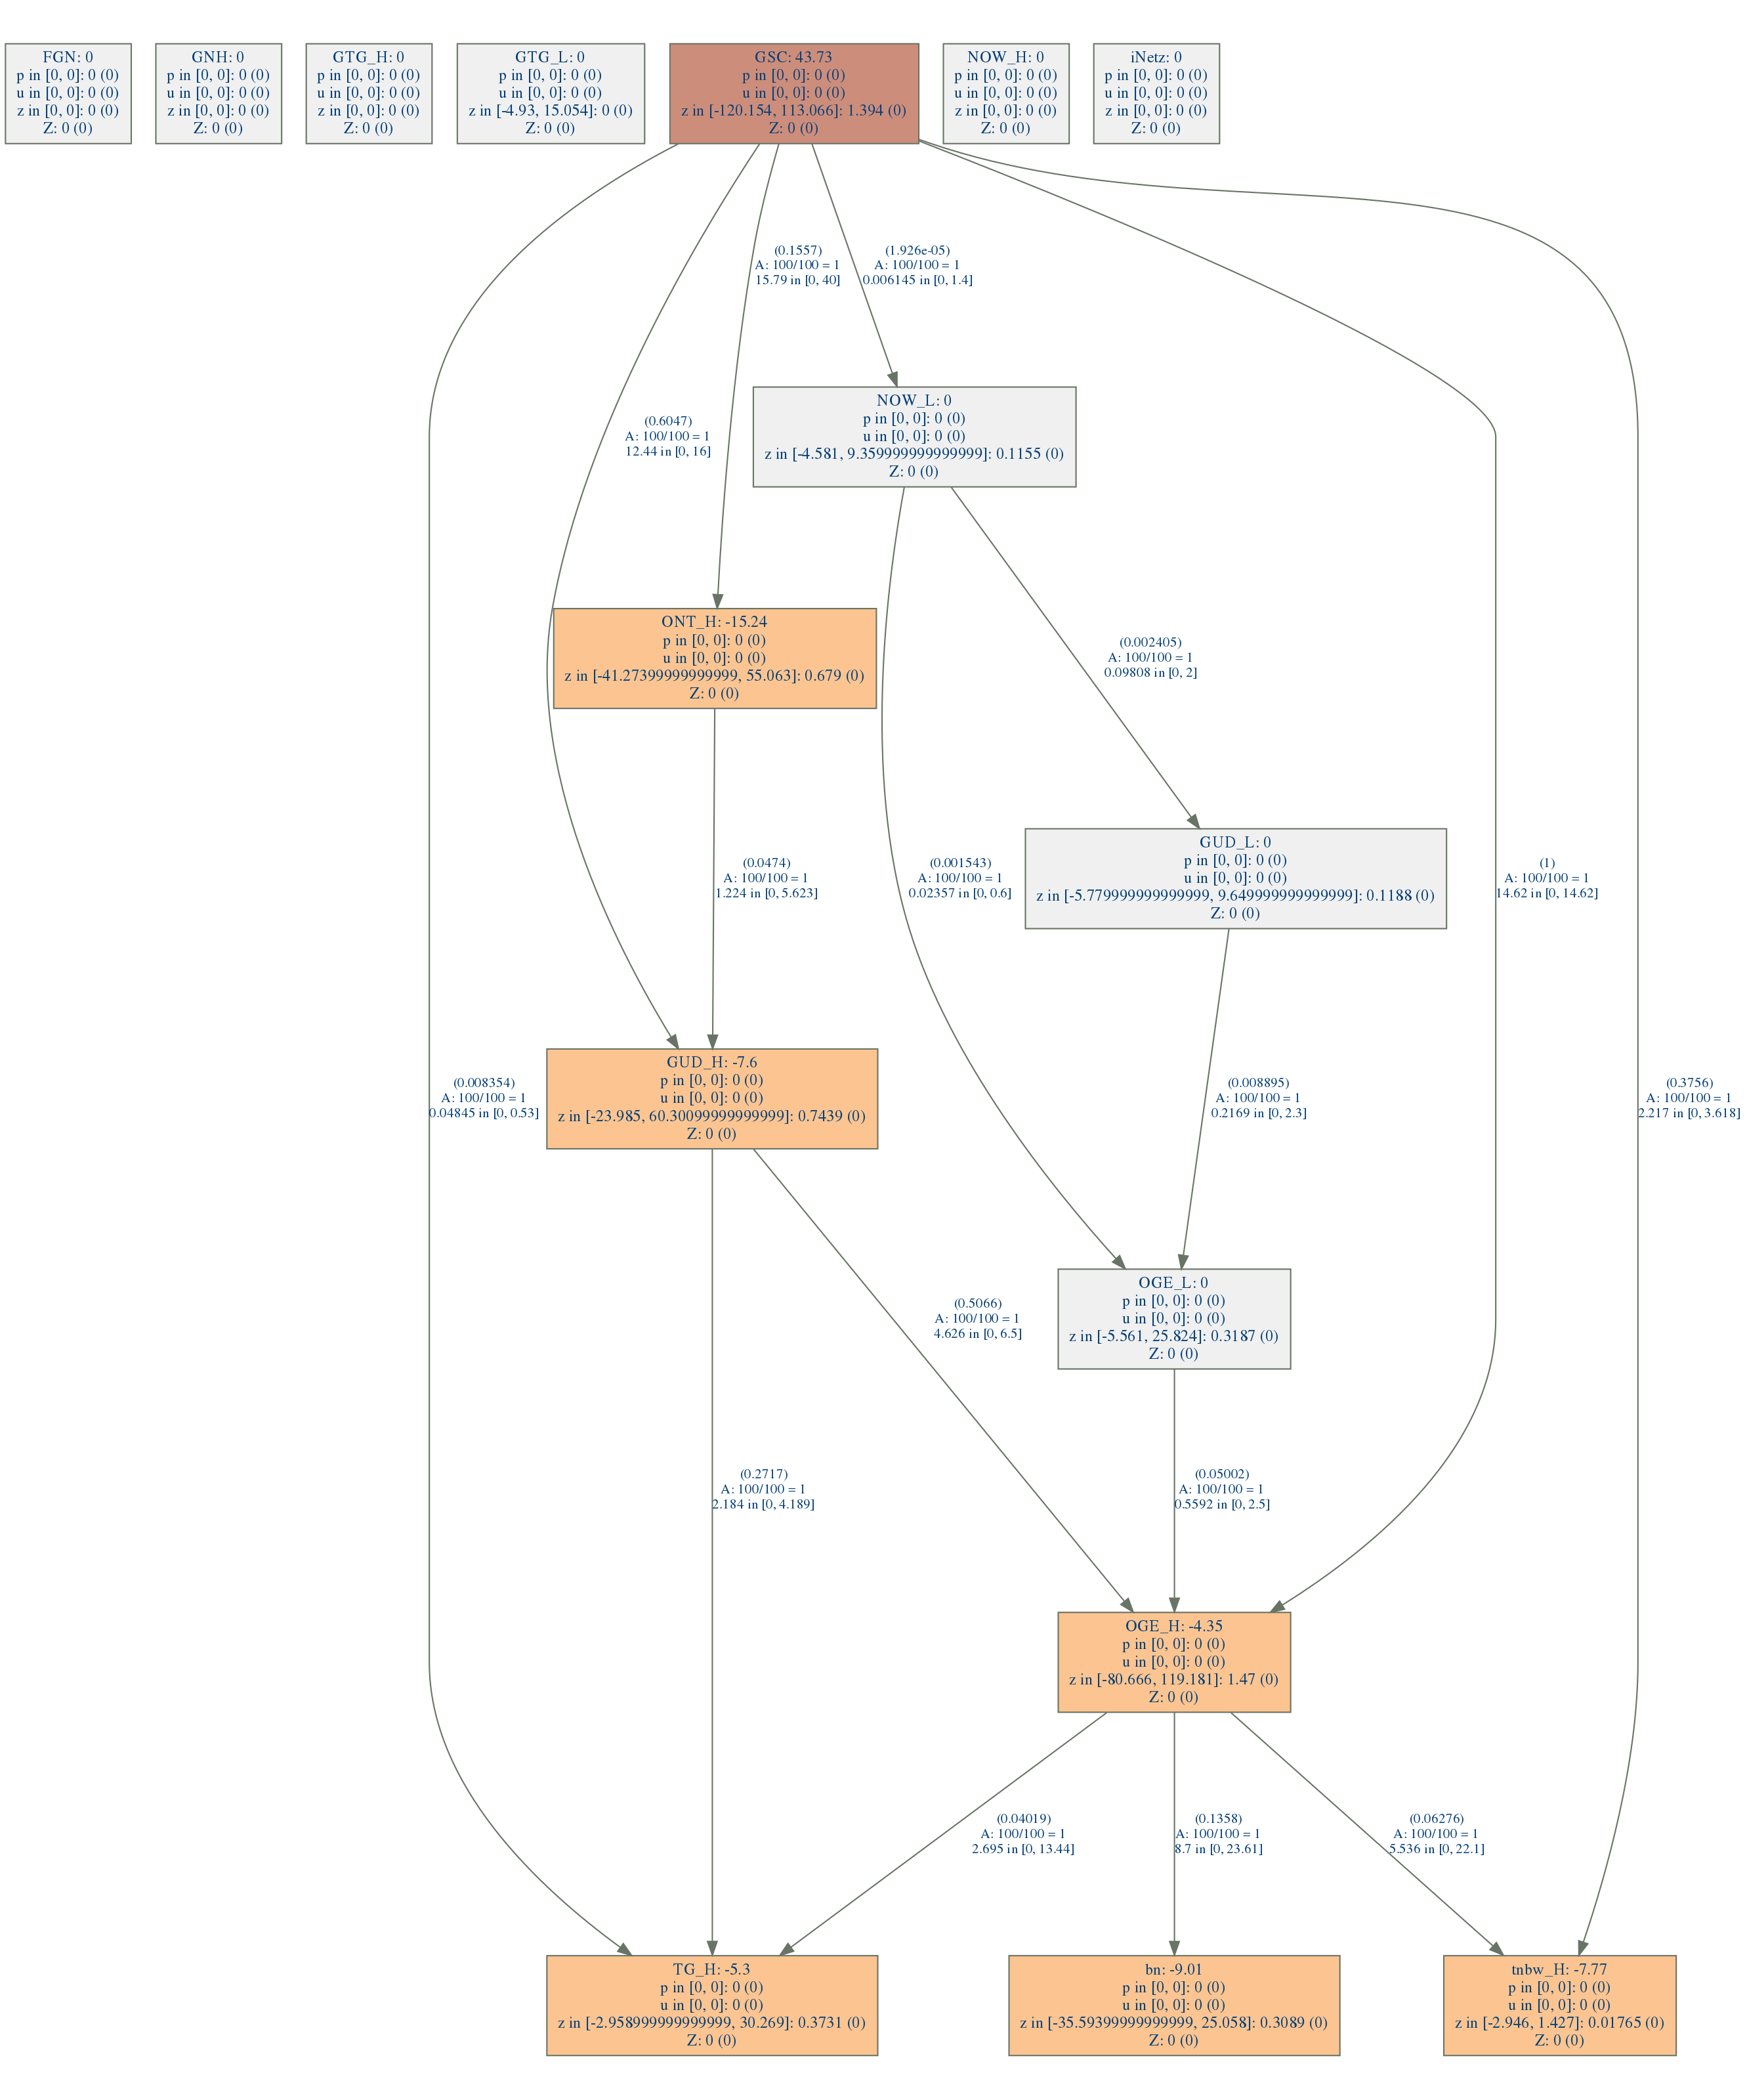 FGN: 0
p in [0, 0]: 0 (0)
u in [0, 0]: 0 (0)
z in [0, 0]: 0 (0)
Z: 0 (0)
GNH: 0
p in [0, 0]: 0 (0)
u in [0, 0]: 0 (0)
z in [0, 0]: 0 (0)
Z: 0 (0)
GTG_H: 0
p in [0, 0]: 0 (0)
u in [0, 0]: 0 (0)
z in [0, 0]: 0 (0)
Z: 0 (0)
GTG_L: 0
p in [0, 0]: 0 (0)
u in [0, 0]: 0 (0)
z in [-4.93, 15.054]: 0 (0)
Z: 0 (0)
GSC: 43.73
p in [0, 0]: 0 (0)
u in [0, 0]: 0 (0)
z in [-120.154, 113.066]: 1.394 (0)
Z: 0 (0)
NOW_H: 0
p in [0, 0]: 0 (0)
u in [0, 0]: 0 (0)
z in [0, 0]: 0 (0)
Z: 0 (0)
iNetz: 0
p in [0, 0]: 0 (0)
u in [0, 0]: 0 (0)
z in [0, 0]: 0 (0)
Z: 0 (0)
(0.1557)
A: 100/100 = 1
15.79 in [0, 40]
(1.926e-05)
A: 100/100 = 1
0.006145 in [0, 1.4]
(0.6047)
A: 100/100 = 1
12.44 in [0, 16]
NOW_L: 0
p in [0, 0]: 0 (0)
u in [0, 0]: 0 (0)
z in [-4.581, 9.359999999999999]: 0.1155 (0)
Z: 0 (0)
ONT_H: -15.24
p in [0, 0]: 0 (0)
u in [0, 0]: 0 (0)
z in [-41.27399999999999, 55.063]: 0.679 (0)
Z: 0 (0)
(0.002405)
A: 100/100 = 1
0.09808 in [0, 2]
(0.0474)
A: 100/100 = 1
1.224 in [0, 5.623]
(0.001543)
A: 100/100 = 1
0.02357 in [0, 0.6]
GUD_L: 0
p in [0, 0]: 0 (0)
u in [0, 0]: 0 (0)
z in [-5.779999999999999, 9.649999999999999]: 0.1188 (0)
Z: 0 (0)
(1)
A: 100/100 = 1
14.62 in [0, 14.62]
(0.008354)
A: 100/100 = 1
0.04845 in [0, 0.53]
GUD_H: -7.6
p in [0, 0]: 0 (0)
u in [0, 0]: 0 (0)
z in [-23.985, 60.30099999999999]: 0.7439 (0)
Z: 0 (0)
(0.008895)
A: 100/100 = 1
0.2169 in [0, 2.3]
(0.3756)
A: 100/100 = 1
2.217 in [0, 3.618]
(0.5066)
A: 100/100 = 1
4.626 in [0, 6.5]
OGE_L: 0
p in [0, 0]: 0 (0)
u in [0, 0]: 0 (0)
z in [-5.561, 25.824]: 0.3187 (0)
Z: 0 (0)
(0.2717)
A: 100/100 = 1
2.184 in [0, 4.189]
(0.05002)
A: 100/100 = 1
0.5592 in [0, 2.5]
OGE_H: -4.35
p in [0, 0]: 0 (0)
u in [0, 0]: 0 (0)
z in [-80.666, 119.181]: 1.47 (0)
Z: 0 (0)
(0.04019)
A: 100/100 = 1
2.695 in [0, 13.44]
(0.1358)
A: 100/100 = 1
8.7 in [0, 23.61]
(0.06276)
A: 100/100 = 1
5.536 in [0, 22.1]
TG_H: -5.3
p in [0, 0]: 0 (0)
u in [0, 0]: 0 (0)
z in [-2.958999999999999, 30.269]: 0.3731 (0)
Z: 0 (0)
bn: -9.01
p in [0, 0]: 0 (0)
u in [0, 0]: 0 (0)
z in [-35.59399999999999, 25.058]: 0.3089 (0)
Z: 0 (0)
tnbw_H: -7.77
p in [0, 0]: 0 (0)
u in [0, 0]: 0 (0)
z in [-2.946, 1.427]: 0.01765 (0)
Z: 0 (0)